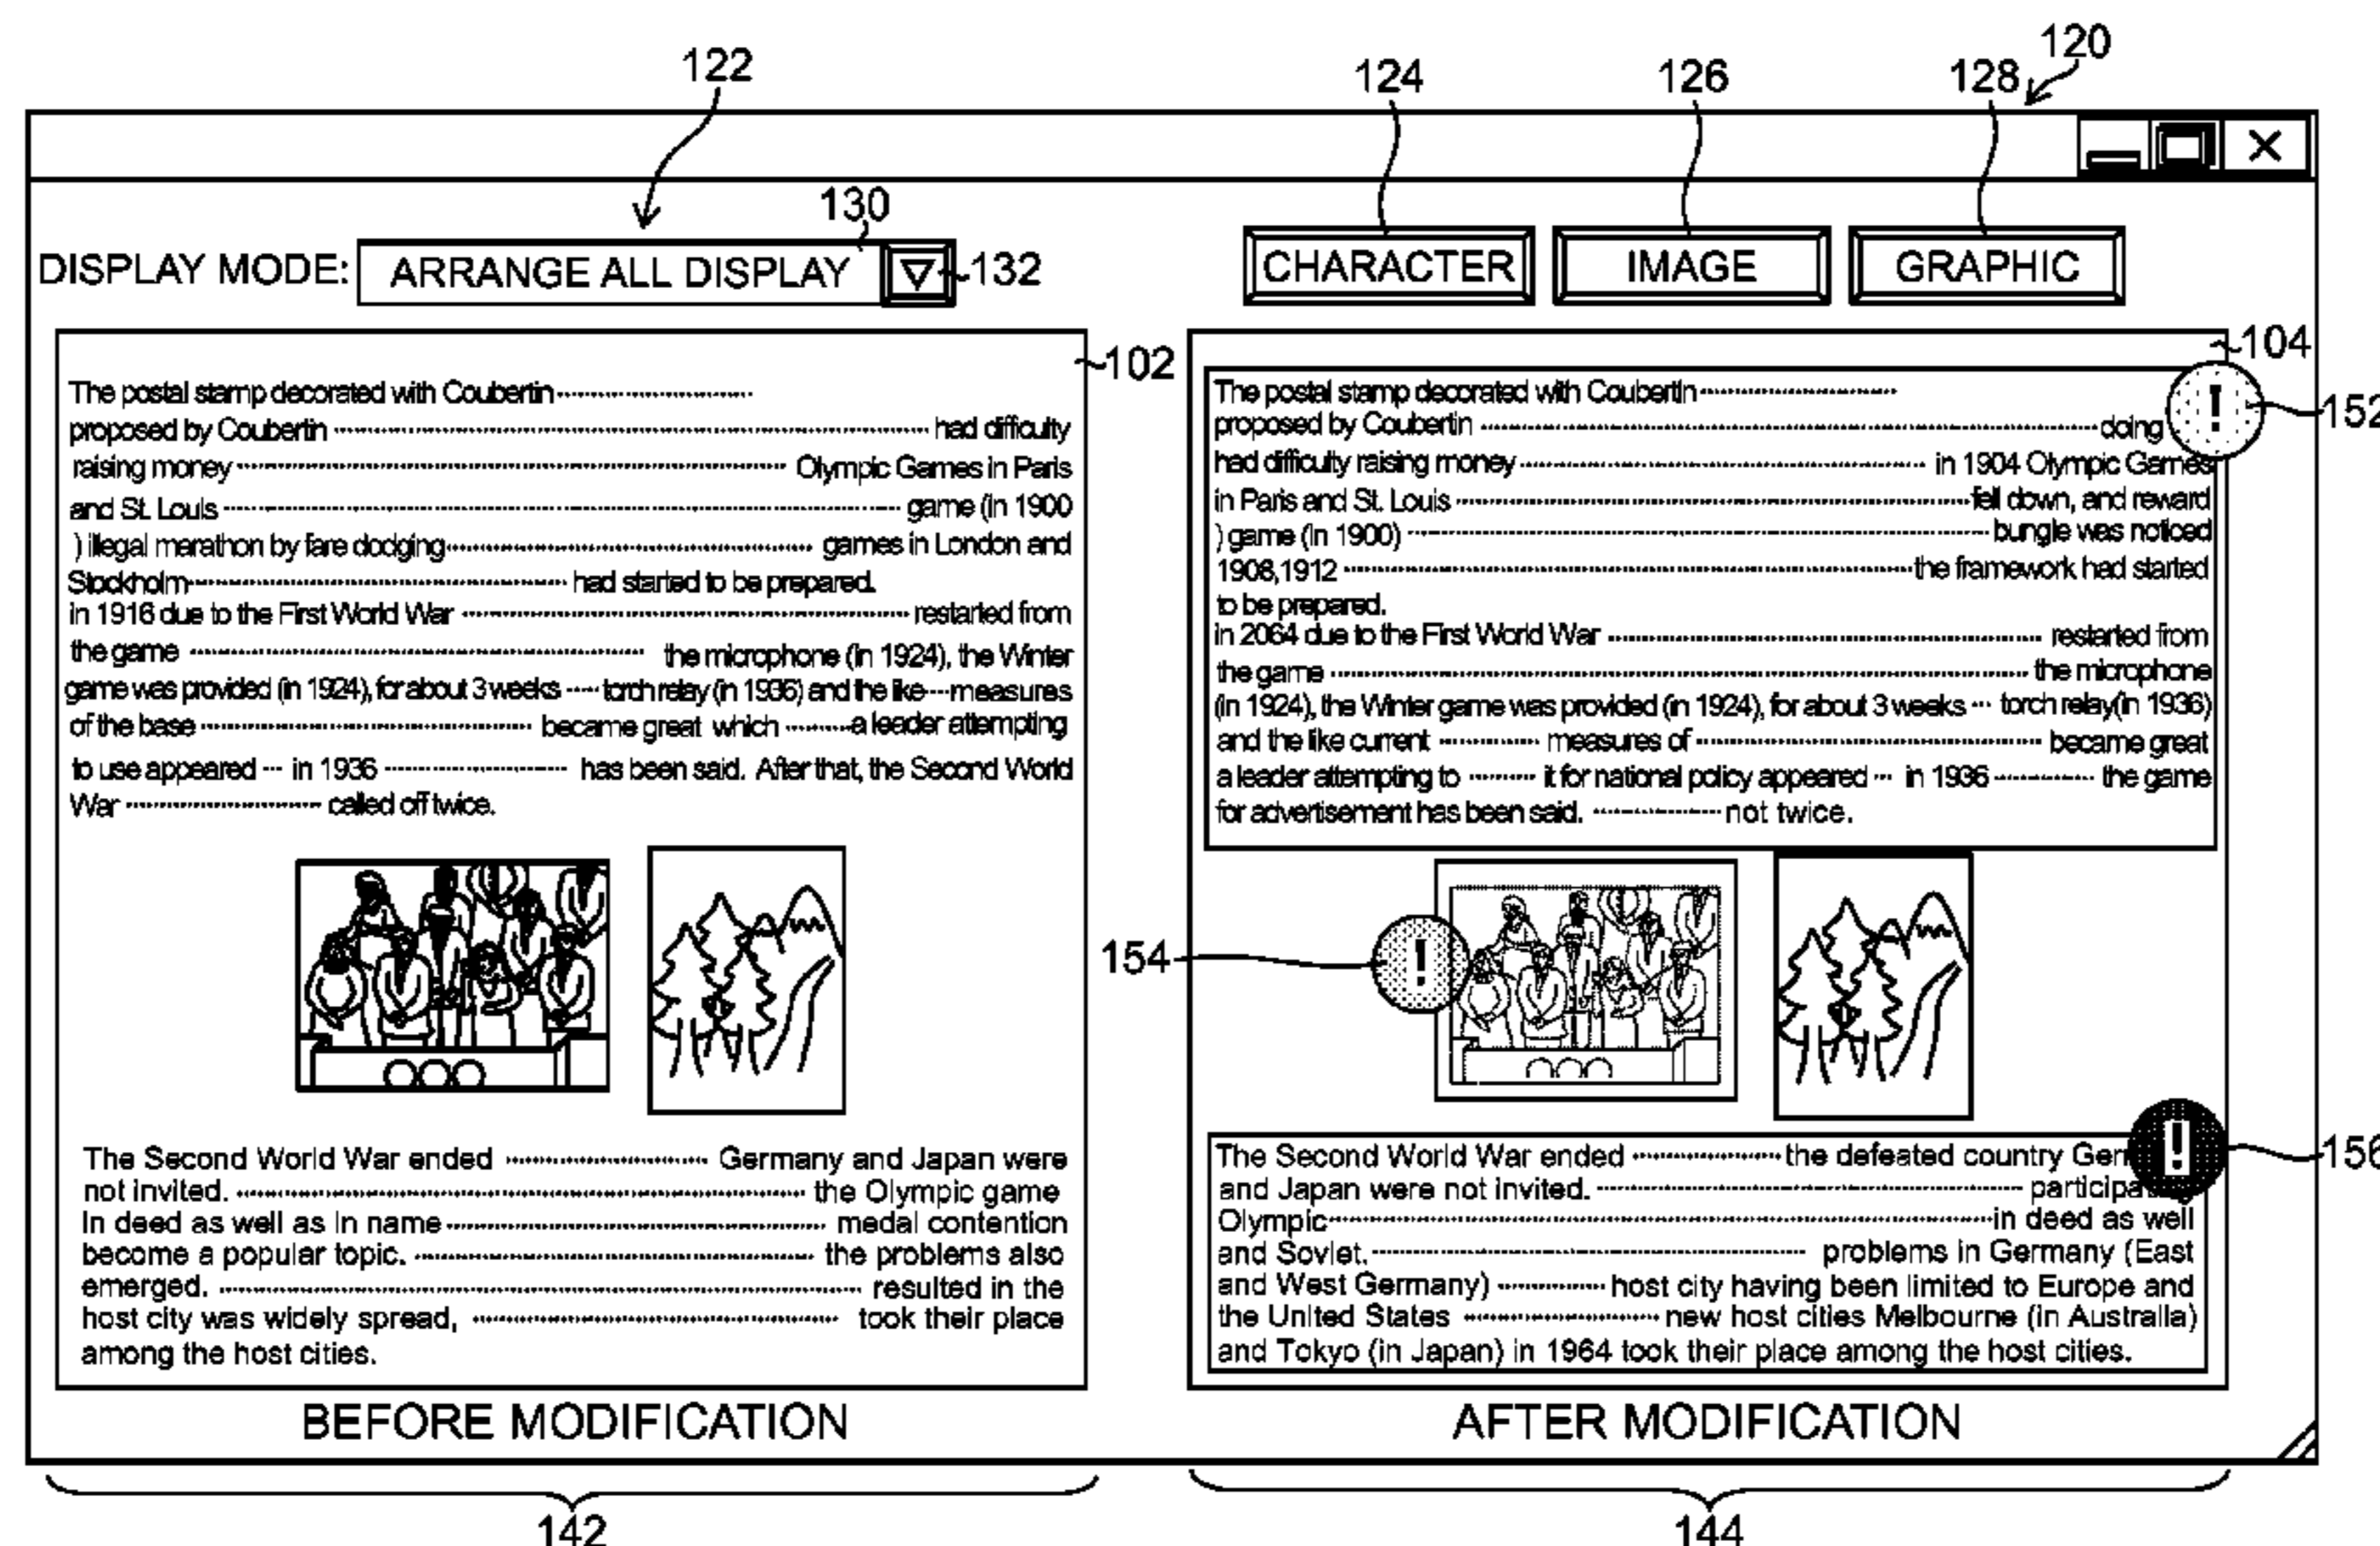 120
122
124
126
128
130
DISPLAY MODE:
ARRANGE ALL DISPLAY
132
CHARACTER
IMAGE
GRAPHIC
102
The postal stamp decorated with Coubertin
proposed by Coubertin ... had difficulty
raising money ... Olympic Games in Paris
and St. Louis ... game (in 1900
) illegal marathon by fare dodging ... games in London and
Stockholm ... had started to be prepared.
in 1916 due to the First World War ... restarted from
the game ... the microphone (in 1924), the Winter
game was provided (in 1924), for about 3 weeks ... torch relay (in 1936) and the like ... measures
of the base ... became great which ... a leader attempting
to use appeared ... in 1936 ... has been said. After that, the Second World
War ... called off twice.
The Second World War ended ... Germany and Japan were
not invited. ... the Olympic game
In deed as well as in name ... medal contention
become a popular topic. ... the problems also
emerged. ... resulted in the
host city was widely spread, ... took their place
among the host cities.
BEFORE MODIFICATION
142
104
The postal stamp decorated with Coubertin
proposed by Coubertin ... doing
!
152
had difficulty raising money ... in 1904 Olympic Games
in Paris and St. Louis ... fell down, and reward
) game (in 1900) ... bungle was noticed
1908,1912 ... the framework had started
to be prepared.
in 2064 due to the First World War ... restarted from
the game ... the microphone
(in 1924), the Winter game was provided (in 1924), for about 3 weeks ... torch relay(in 1936)
and the like current ... measures of ... became great
a leader attempting to ... it for national policy appeared ... in 1936 ... the game
for advertisement has been said. ... not twice.
154
!
!
156
The Second World War ended ... the defeated country Ger
and Japan were not invited. ... participa
Olympic ... in deed as well
and Soviet. ... problems in Germany (East
and West Germany) ... host city having been limited to Europe and
the United States ... new host cities Melbourne (in Australia)
and Tokyo (in Japan) in 1964 took their place among the host cities.
AFTER MODIFICATION
144